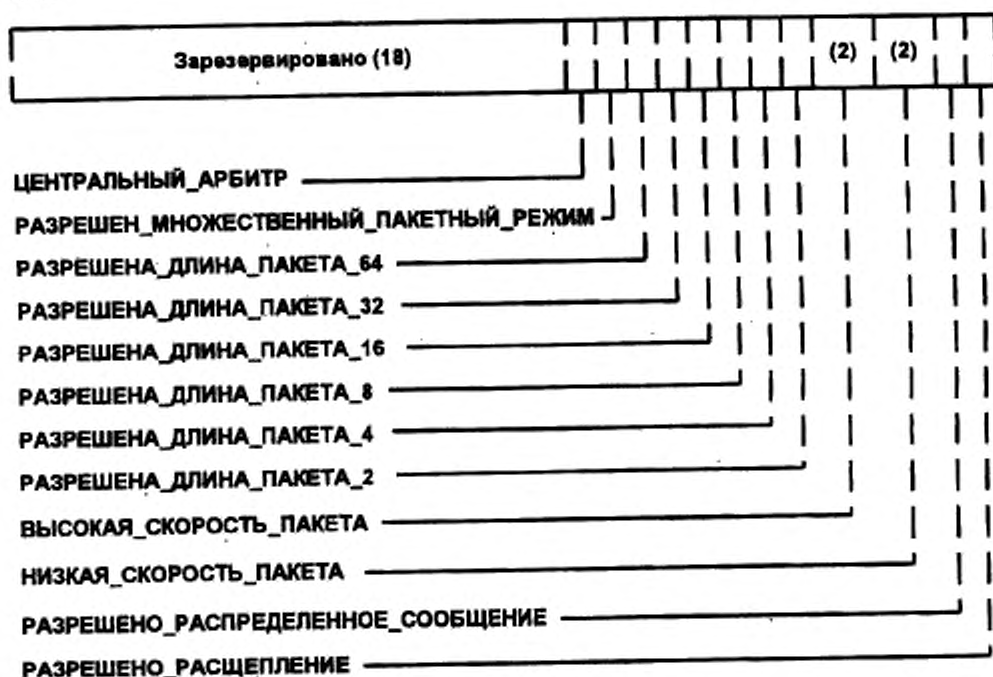 Зарезервировано (18) (2) (2)
ЦЕНТРАЛЬНЫЙ_АРБИТР
РАЗРЕШЕН_МНОЖЕСТВЕННЫЙ_ПАКЕТНЫЙ_РЕЖИМ
РАЗРЕШЕНА_ДЛИНА_ПАКЕТА_64
РАЗРЕШЕНА_ДЛИНА_ПАКЕТА_32
РАЗРЕШЕНА_ДЛИНА_ПАКЕТА_16
РАЗРЕШЕНА_ДЛИНА_ПАКЕТА_8
РАЗРЕШЕНА_ДЛИНА_ПАКЕТА_4
РАЗРЕШЕНА_ДЛИНА_ПАКЕТА_2
ВЫСОКАЯ_СКОРОСТЬ_ПАКЕТА
НИЗКАЯ_СКОРОСТЬ_ПАКЕТА
РАЗРЕШЕНО_РАСПРЕДЕЛЕННОЕ_СООБЩЕНИЕ
РАЗРЕШЕНО_РАСЩЕПЛЕНИЕ